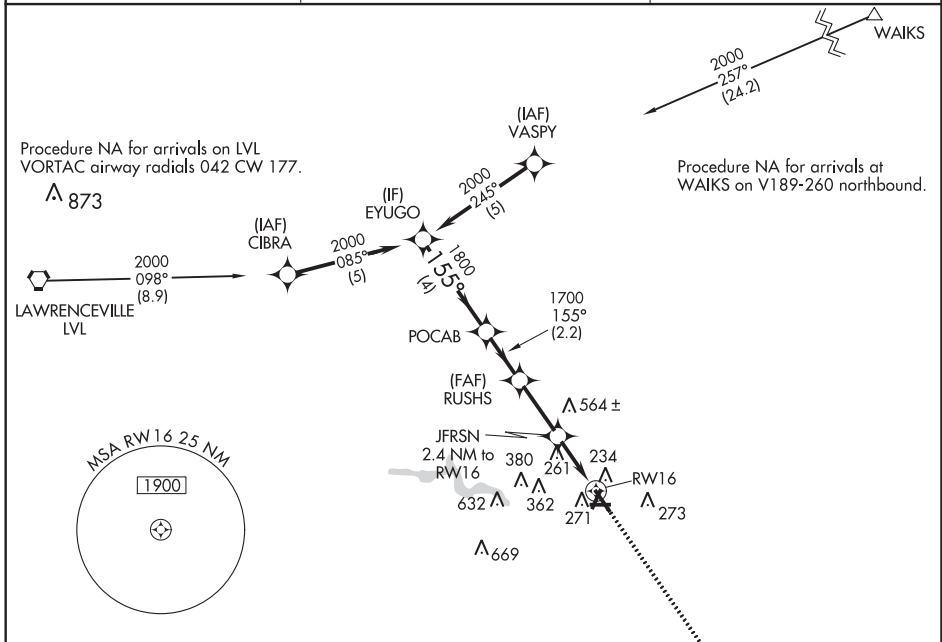 WAIKS
2000
257°
(24.2)
(IAF)
VASPY
Procedure NA for arrivals on LVL
VORTAC airway radials 042 CW 177.
873
Procedure NA for arrivals at
WAIKS on V189-260 northbound.
2000
245°
(5)
(IF)
EYUGO
(IAF)
CIBRA
2000
085°
(5)
2000
098°
(8.9)
LAWRENCEVILLE
LVL
1800
155°
(4)
1700
155°
(2.2)
POCAB
(FAF)
RUSHS
564 ±
JFRSN
2.4 NM to
RW16
261
234
RW16
380
362
632
271
273
669
MSA RW16 25 NM
1900